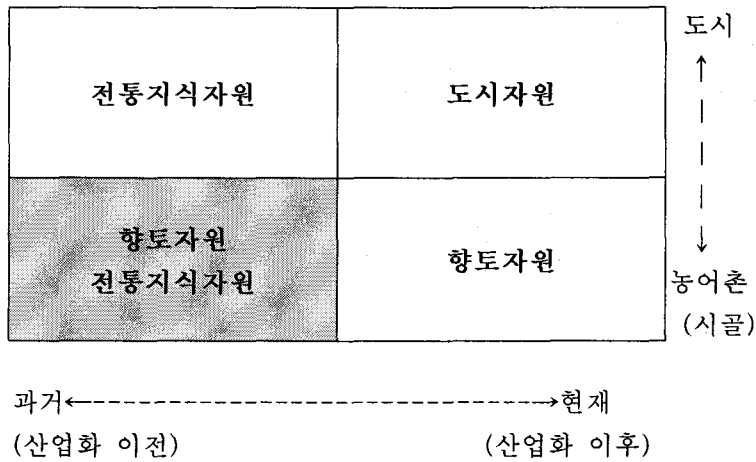 도시
전통지식자원
도시자원
향토자원
전통지식자원
향토자원
농어촌
(시골)
과거←------------------------→현재
(산업화 이전)
(산업화 이후)